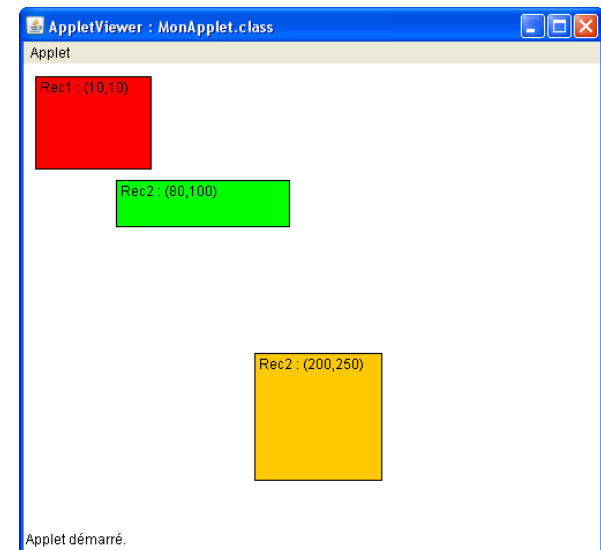 AppletViewer : MonApplet.class
Applet
Rec1 : (10,10)
Rec2 : (80,100)
Rec2 : (200,250)
Applet démarré.